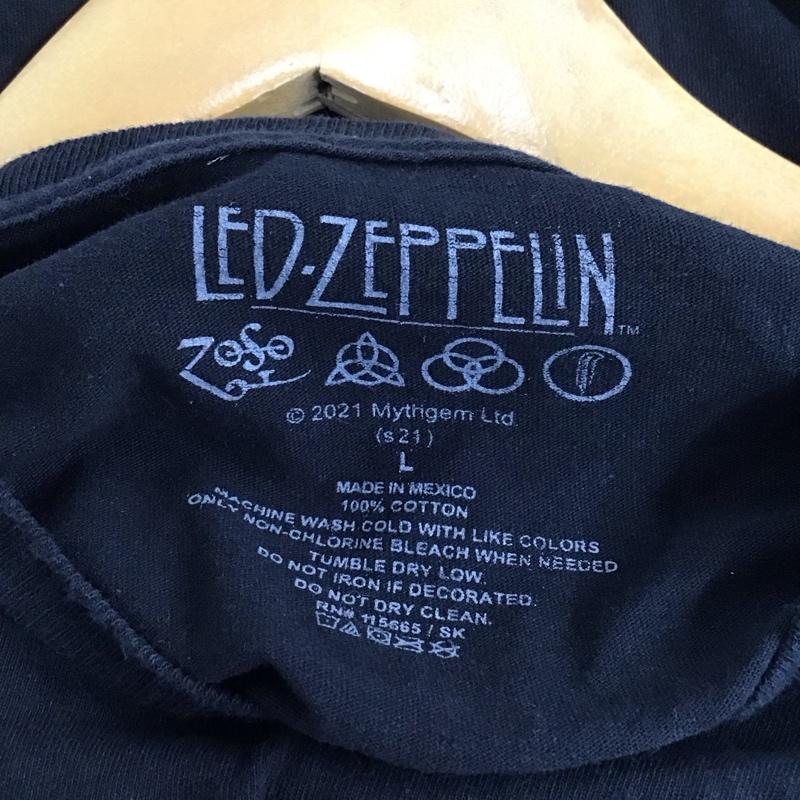 LED-ZEPPELIN™
ZoSo
© 2021 Mythgem Ltd.
(s21)
L
MADE IN MEXICO
100% COTTON
MACHINE WASH COLD WITH LIKE COLORS
ONLY NON-CHLORINE BLEACH WHEN NEEDED
TUMBLE DRY LOW.
DO NOT IRON IF DECORATED.
DO NOT DRY CLEAN.
RN# 115665 / SK